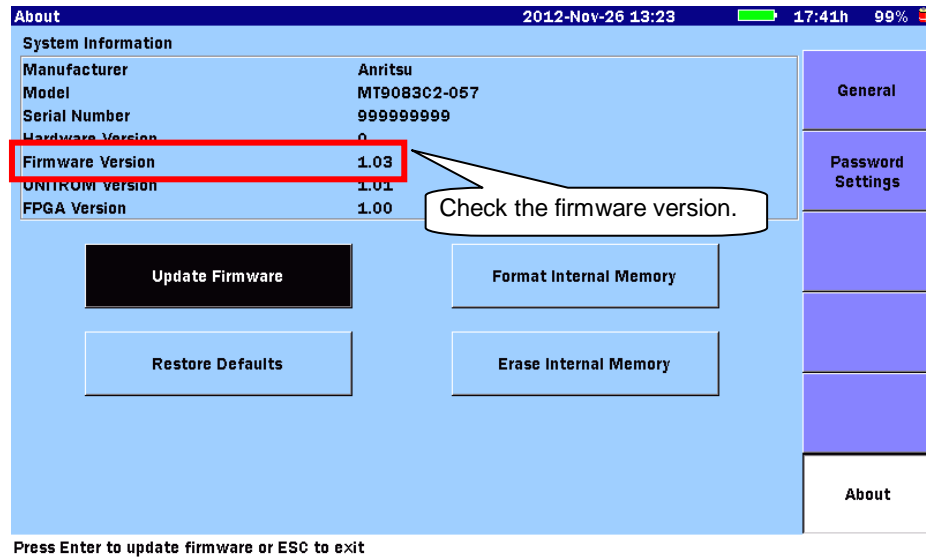 About 2012-Nov-26 13:23 17:41h 99%
System Information
Manufacturer Anritsu
Model MT9083C2-057
Serial Number 999999999
Hardware Version 0
Firmware Version 1.03
UNITROM Version 1.01
FPGA Version 1.00
Check the firmware version.
Update Firmware
Format Internal Memory
Restore Defaults
Erase Internal Memory
General
Password
Settings
About
Press Enter to update firmware or ESC to exit